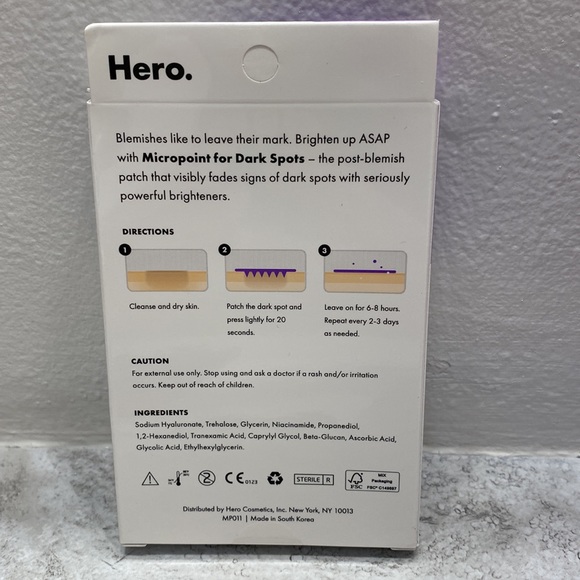 Hero.
Blemishes like to leave their mark. Brighten up ASAP
with Micropoint for Dark Spots – the post-blemish
patch that visibly fades signs of dark spots with seriously
powerful brighteners.
DIRECTIONS
1 2 3
Cleanse and dry skin.
Patch the dark spot and
press lightly for 20
seconds.
Leave on for 6-8 hours.
Repeat every 2-3 days
as needed.
CAUTION
For external use only. Stop using and ask a doctor if a rash and/or irritation
occurs. Keep out of reach of children.
INGREDIENTS
Sodium Hyaluronate, Trehalose, Glycerin, Niacinamide, Propanediol,
1,2-Hexanediol, Tranexamic Acid, Caprylyl Glycol, Beta-Glucan, Ascorbic Acid,
Glycolic Acid, Ethylhexylglycerin.
2 CE 0123 STERILE R FSC
MIX
Packaging
Distributed by Hero Cosmetics, Inc. New York, NY 10013
MP011 | Made in South Korea